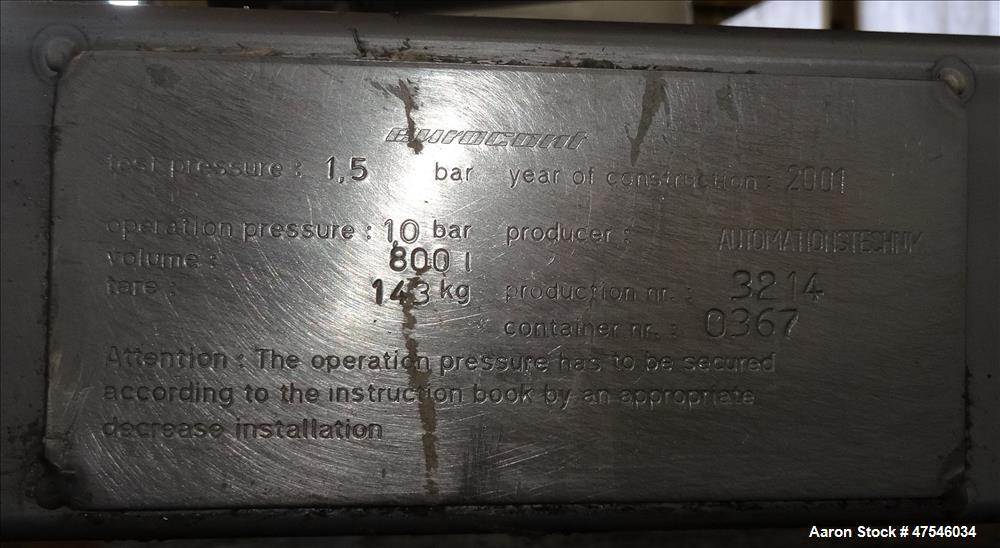 eurocont
test pressure : 1,5 bar year of construction : 2001
operation pressure : 1,0 bar producer : AUTOMATIONSTECHNIK
volume : 800 l
tare : 143 kg production nr. : 3214
container nr. : 0367
Attention : The operation pressure has to be secured
according to the instruction book by an appropriate
decrease installation
Aaron Stock # 47546034